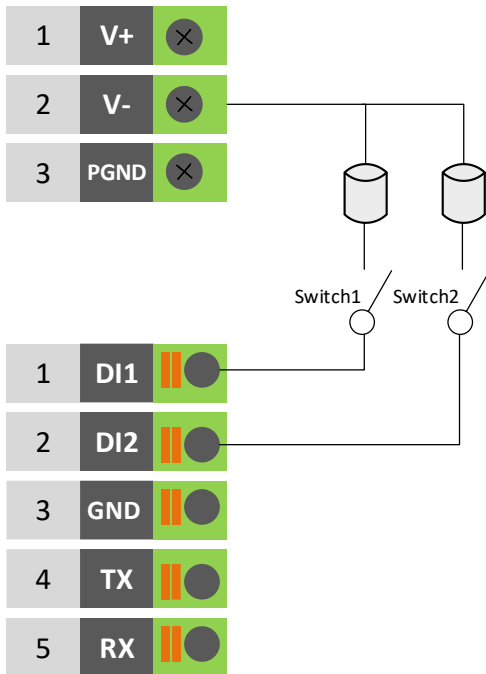 1 V+
2 V-
3 PGND
Switch1 Switch2
1 DI1
2 DI2
3 GND
4 TX
5 RX